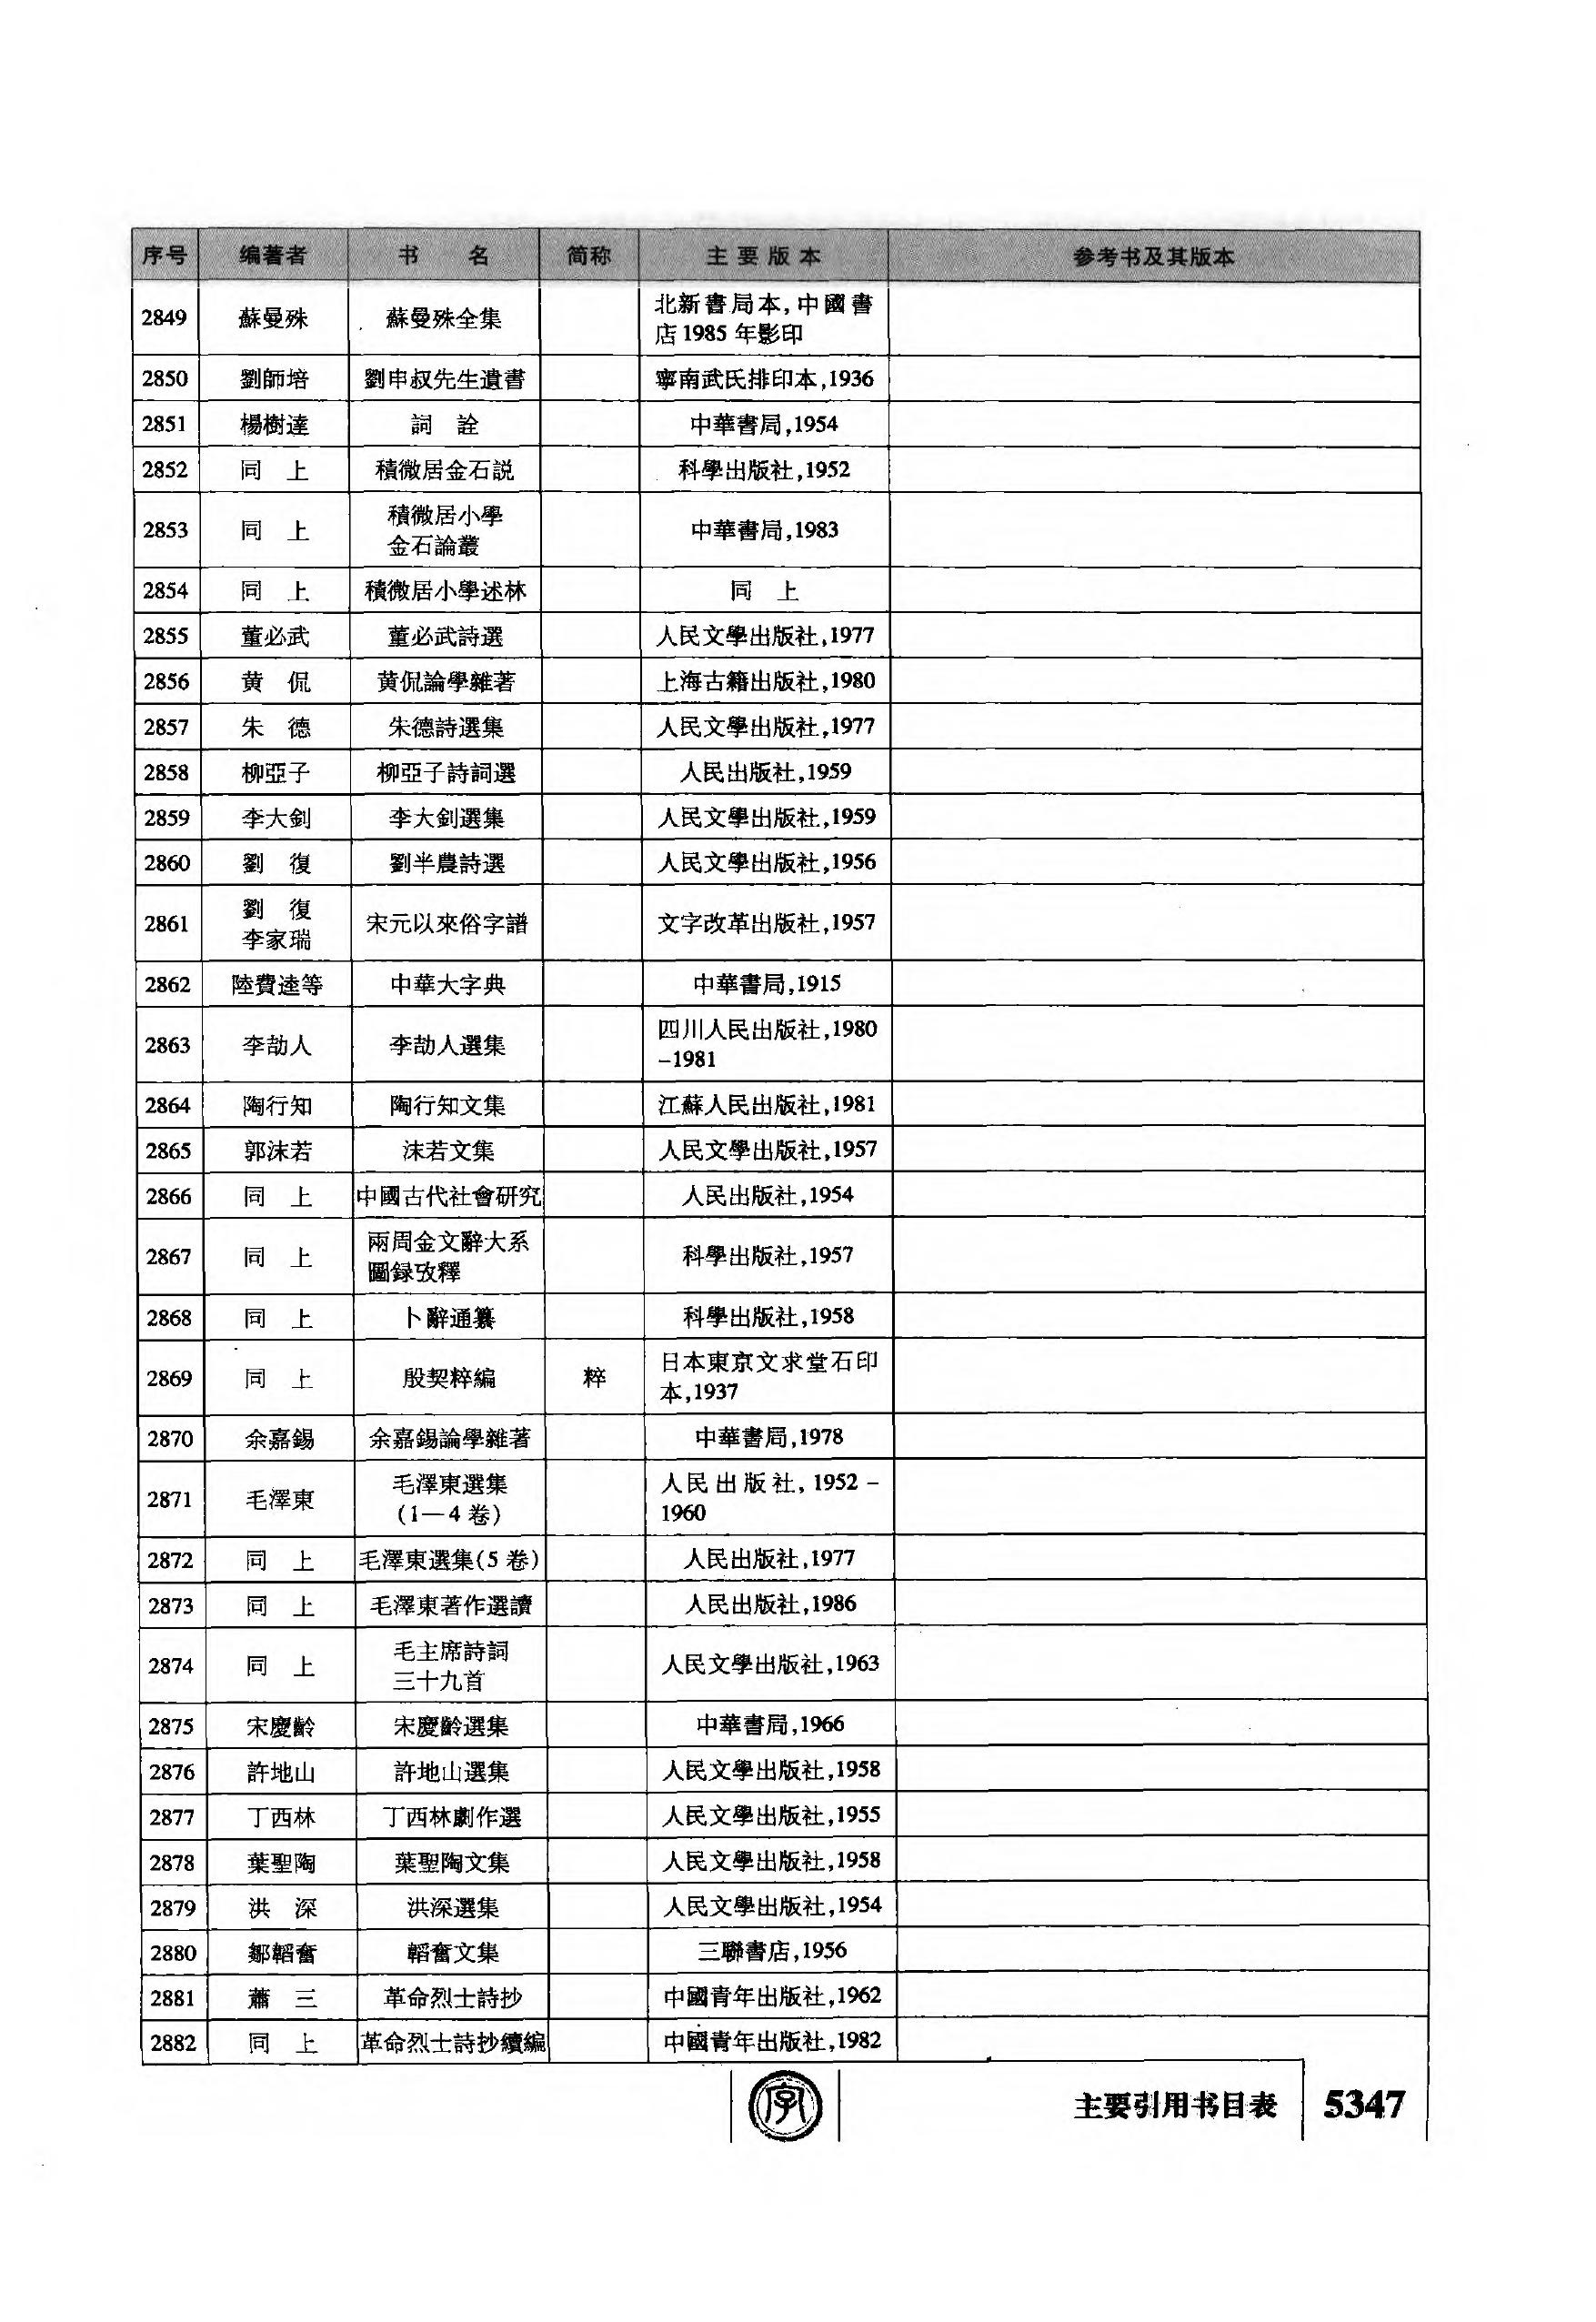 序号 编著者 书 名 简称 主要版本 参考书及其版本
2849 蘇曼殊 蘇曼殊全集 北新書局本,中國書
店1985年影印
2850 劉師培 劉申叔先生遺書 寧南武氏排印本,1936
2851 楊樹達 詞 詮 中華書局,1954
2852 同 上 積微居金石説 科學出版社,1952
2853 同 上 積微居小學
金石論叢 中華書局,1983
2854 同 上 積微居小學述林 同 上
2855 董必武 董必武詩選 人民文學出版社,1977
2856 黄 侃 黄侃論學雜著 上海古籍出版社,1980
2857 朱 德 朱德詩選集 人民文學出版社,1977
2858 柳亞子 柳亞子詩詞選 人民出版社,1959
2859 李大釗 李大釗選集 人民文學出版社,1959
2860 劉 復 劉半農詩選 人民文學出版社,1956
2861 劉 復
李家瑞 宋元以來俗字譜 文字改革出版社,1957
2862 陸費逵等 中華大字典 中華書局,1915
2863 李劼人 李劼人選集 四川人民出版社,1980
-1981
2864 陶行知 陶行知文集 江蘇人民出版社,1981
2865 郭沫若 沫若文集 人民文學出版社,1957
2866 同 上 中國古代社會研究 人民出版社,1954
2867 同 上 兩周金文辭大系
圖録攷釋 科學出版社,1957
2868 同 上 卜辭通纂 科學出版社,1958
2869 同 上 殷契粹編 粹 日本東京文求堂石印
本,1937
2870 余嘉錫 余嘉錫論學雜著 中華書局,1978
2871 毛澤東 毛澤東選集
(1—4卷) 人民出版社,1952-
1960
2872 同 上 毛澤東選集(5卷) 人民出版社,1977
2873 同 上 毛澤東著作選讀 人民出版社,1986
2874 同 上 毛主席詩詞
三十九首 人民文學出版社,1963
2875 宋慶齡 宋慶齡選集 中華書局,1966
2876 許地山 許地山選集 人民文學出版社,1958
2877 丁西林 丁西林劇作選 人民文學出版社,1955
2878 葉聖陶 葉聖陶文集 人民文學出版社,1958
2879 洪 深 洪深選集 人民文學出版社,1954
2880 鄒韜奮 韜奮文集 三聯書店,1956
2881 蕭 三 革命烈士詩抄 中國青年出版社,1962
2882 同 上 革命烈士詩抄續編 中國青年出版社,1982
字 主要引用书目表 5347